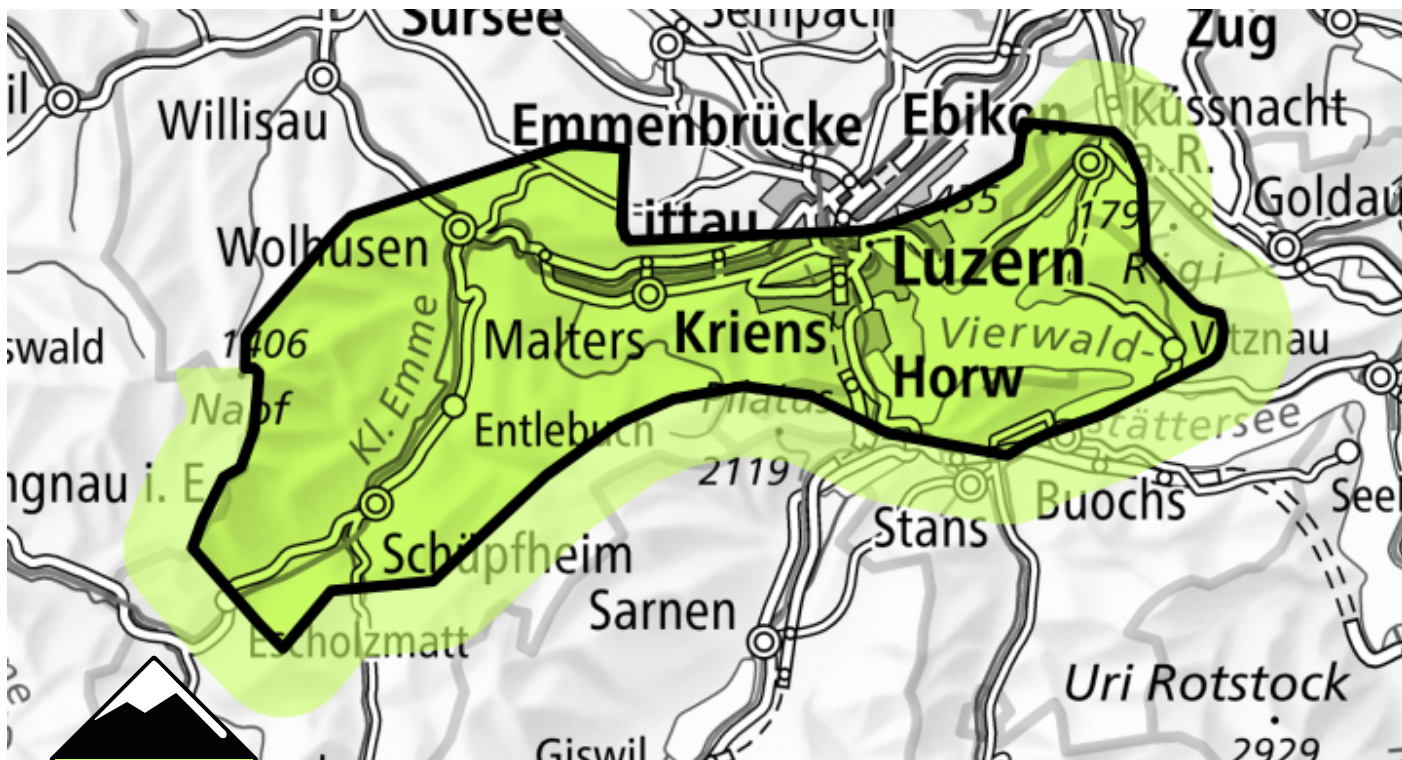 Sursee
Sempach
Zug
il
Willisau
Emmenbrücke
Ebikon
Küssnacht
a. R.
435
Littau
1797
Goldau
Wolhusen
Luzern
Rigi
1406
swald
Kl. Emme
Malters
Kriens
Vierwald-
Vitznau
Napf
Horw
Pilatus
stättersee
Entlebuch
2119
ngnau i. E.
Buochs
Seel
Stans
Schüpfheim
Sarnen
Escholzmatt
Uri Rotstock
2929
Giswil